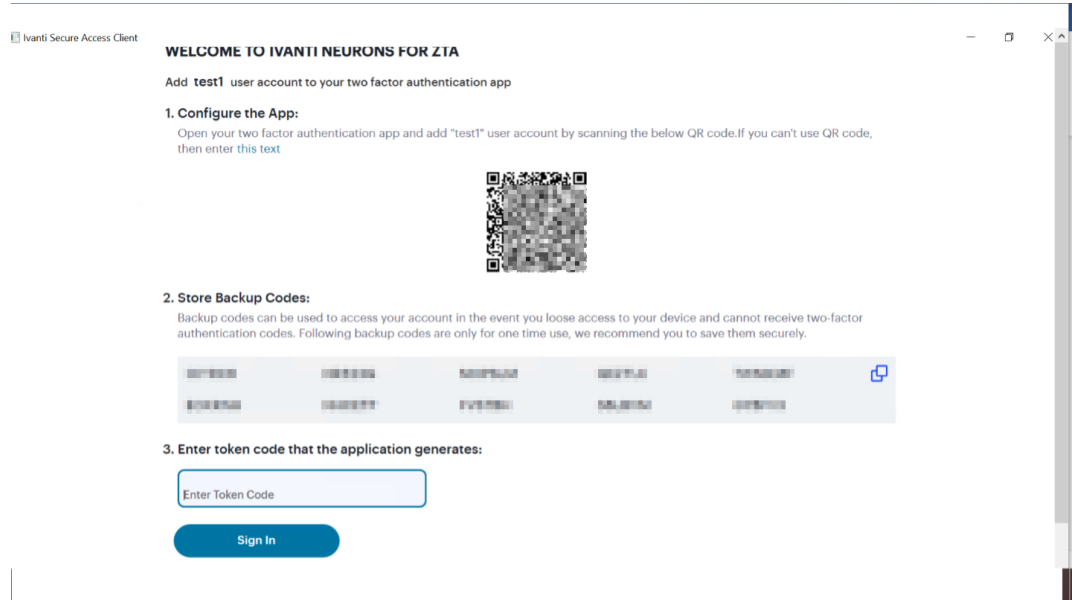 Ivanti Secure Access Client
WELCOME TO IVANTI NEURONS FOR ZTA
Add test1 user account to your two factor authentication app
1. Configure the App:
Open your two factor authentication app and add "test1" user account by scanning the below QR code.If you can't use QR code,
then enter this text
2. Store Backup Codes:
Backup codes can be used to access your account in the event you loose access to your device and cannot receive two-factor
authentication codes. Following backup codes are only for one time use, we recommend you to save them securely.
3. Enter token code that the application generates:
Enter Token Code
Sign In